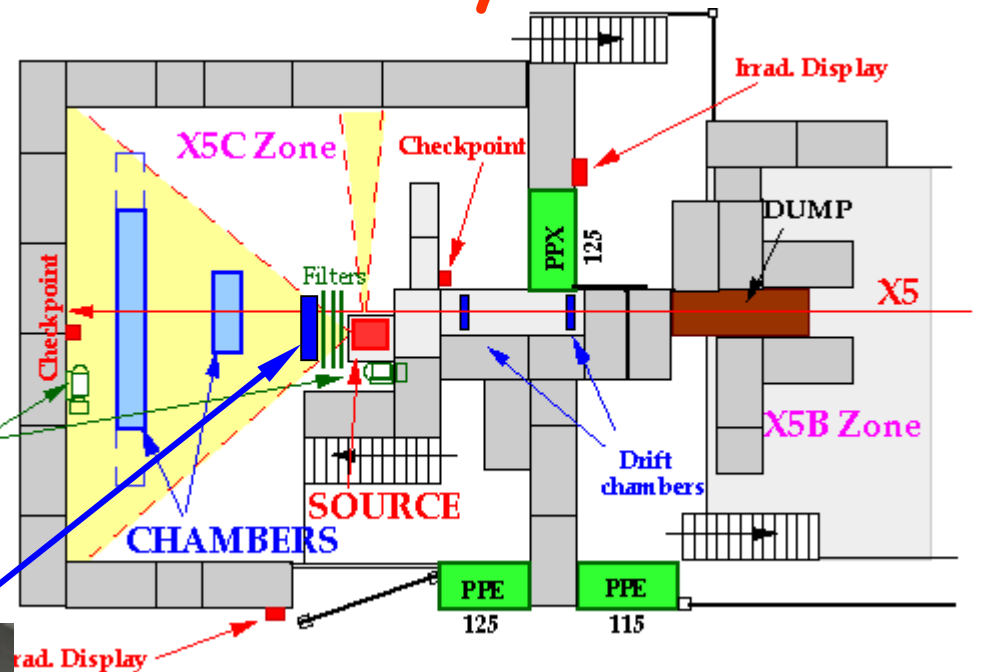 Irrad. Display
X5C Zone
Checkpoint
DUMP
PPX
125
Filters
X5
Checkpoint
X5B Zone
Drift
chambers
SOURCE
CHAMBERS
PPE
PPE
125
115
rad. Display